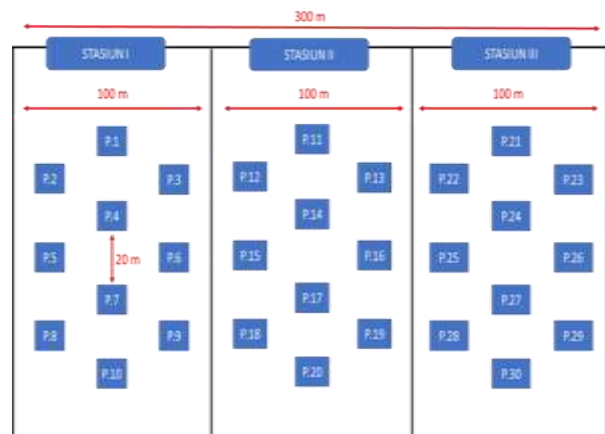 300 m
STASIUN I STASIUN II STASIUN III
100 m 100 m 100 m
P.1 P.11 P.21
P.2 P.3 P.12 P.13 P.22 P.23
P.4 P.14 P.24
P.5 20 m P.6 P.15 P.16 P.25 P.26
P.7 P.17 P.27
P.8 P.9 P.18 P.19 P.28 P.29
P.10 P.20 P.30